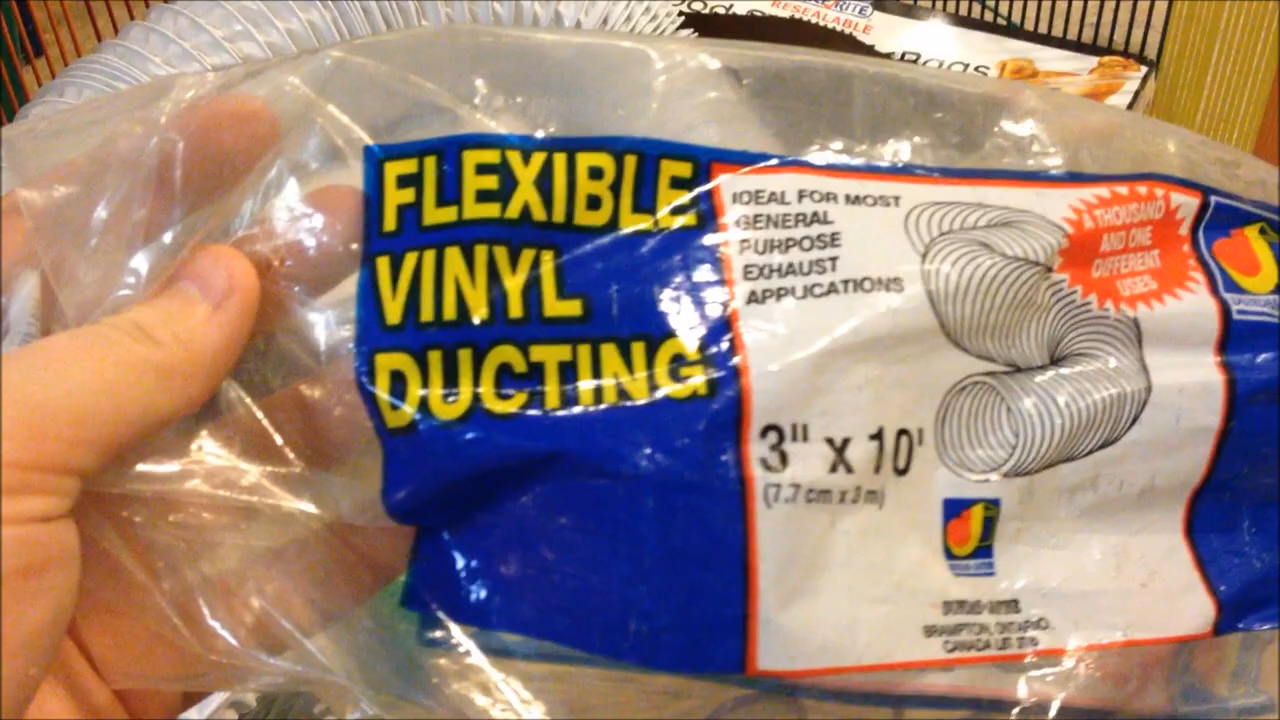 RITE
RESEALABLE
Bags
FLEXIBLE
VINYL
DUCTING
IDEAL FOR MOST
GENERAL
PURPOSE
EXHAUST
APPLICATIONS
A THOUSAND
AND ONE
DIFFERENT
USES
3" x 10'
(7.7 cm x 3 m)
BRAMPTON, ONTARIO,
CANADA